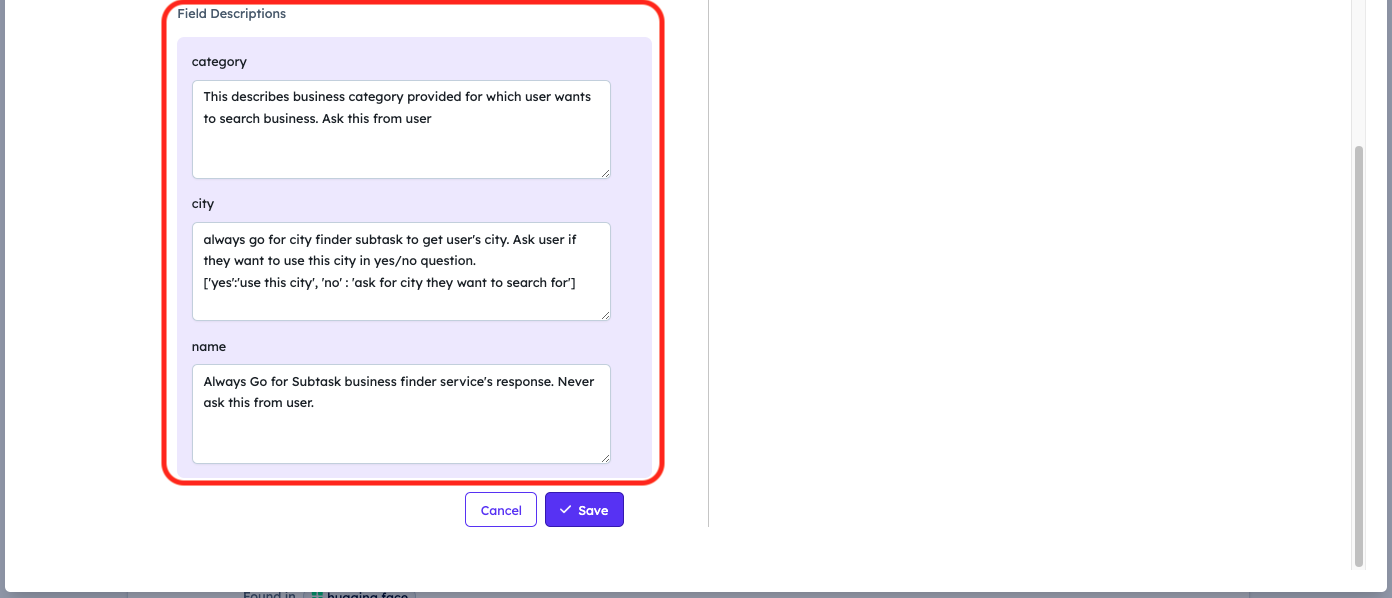 Field Descriptions
category
This describes business category provided for which user wants
to search business. Ask this from user
city
always go for city finder subtask to get user's city. Ask user if
they want to use this city in yes/no question.
['yes':'use this city', 'no' : 'ask for city they want to search for']
name
Always Go for Subtask business finder service's response. Never
ask this from user.
Cancel
Save
Found in hugging face